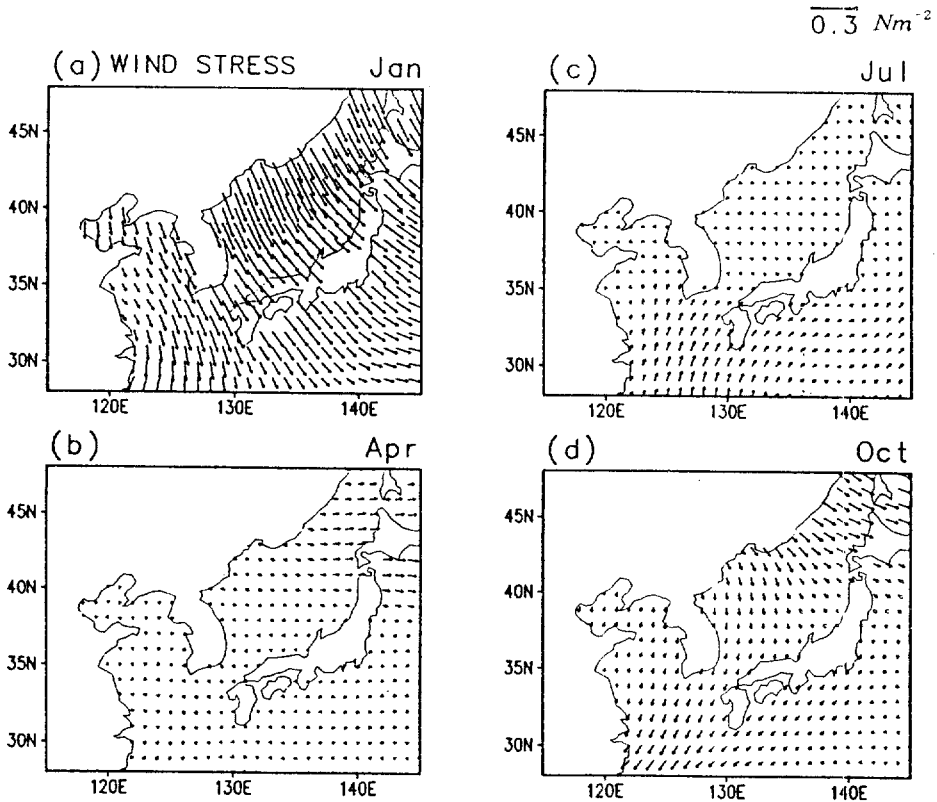 0.3 Nm⁻²
(a) WIND STRESS Jan
45N
40N
35N
30N
120E 130E 140E
(c) Jul
45N
40N
35N
30N
120E 130E 140E
(b) Apr
45N
40N
35N
30N
120E 130E 140E
(d) Oct
45N
40N
35N
30N
120E 130E 140E